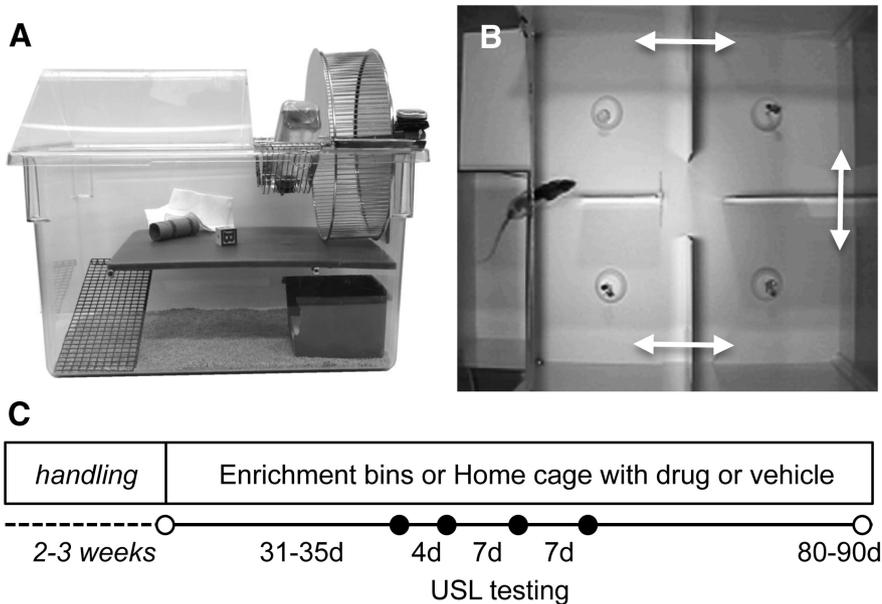 A
B
C
handling
Enrichment bins or Home cage with drug or vehicle
2-3 weeks 31-35d 4d 7d 7d 80-90d
USL testing